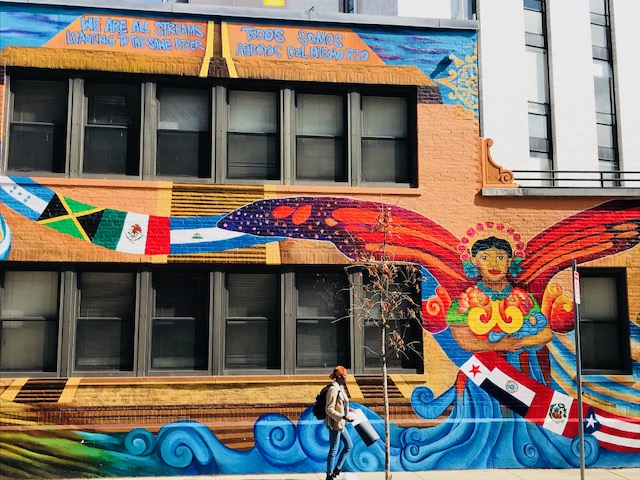 WE ARE ALL STREAMS
LEADING TO THE SAME RIVER
TODOS SOMOS
ARROYOS DEL MISMO RIO